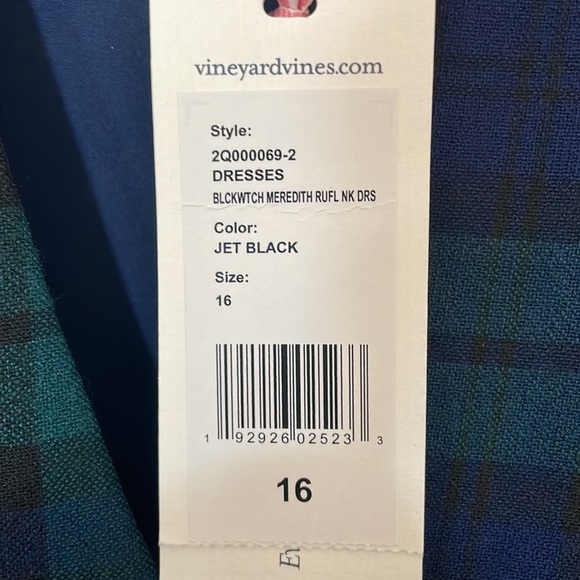 vineyardvines.com
Style:
2Q000069-2
DRESSES
BLCKWTCH MEREDITH RUFL NK DRS
Color:
JET BLACK
Size:
16
1 92926 02523 3
16